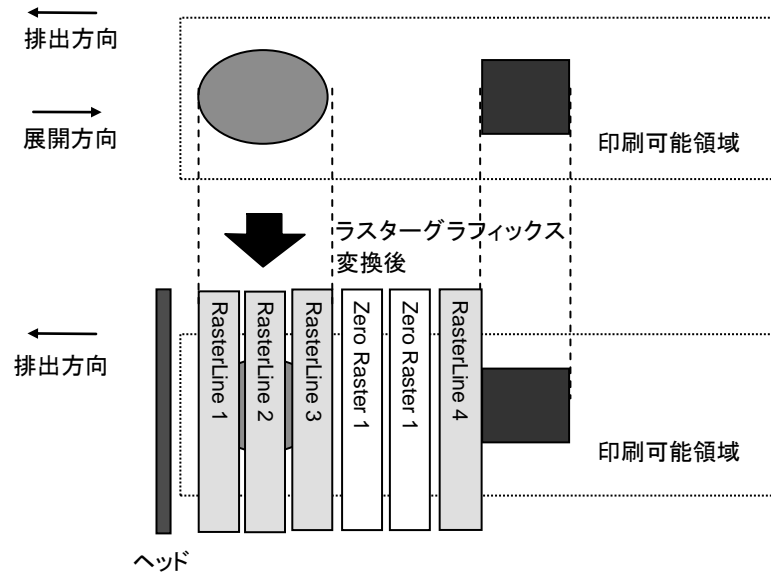 排出方向
展開方向
印刷可能領域
ラスターグラフィックス
変換後
排出方向
RasterLine 1
RasterLine 2
RasterLine 3
Zero Raster 1
Zero Raster 1
RasterLine 4
印刷可能領域
ヘッド